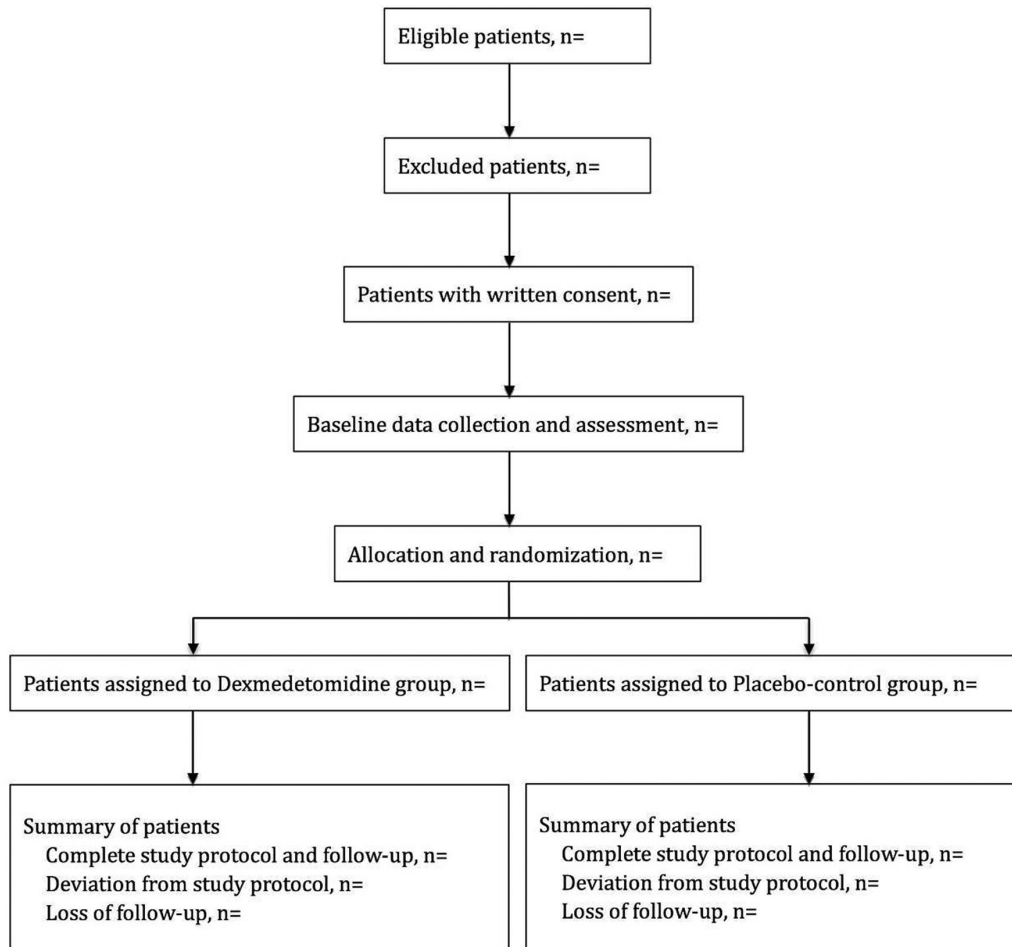 Eligible patients, n=
Excluded patients, n=
Patients with written consent, n=
Baseline data collection and assessment, n=
Allocation and randomization, n=
Patients assigned to Dexmedetomidine group, n=
Patients assigned to Placebo-control group, n=
Summary of patients
Complete study protocol and follow-up, n=
Deviation from study protocol, n=
Loss of follow-up, n=
Summary of patients
Complete study protocol and follow-up, n=
Deviation from study protocol, n=
Loss of follow-up, n=